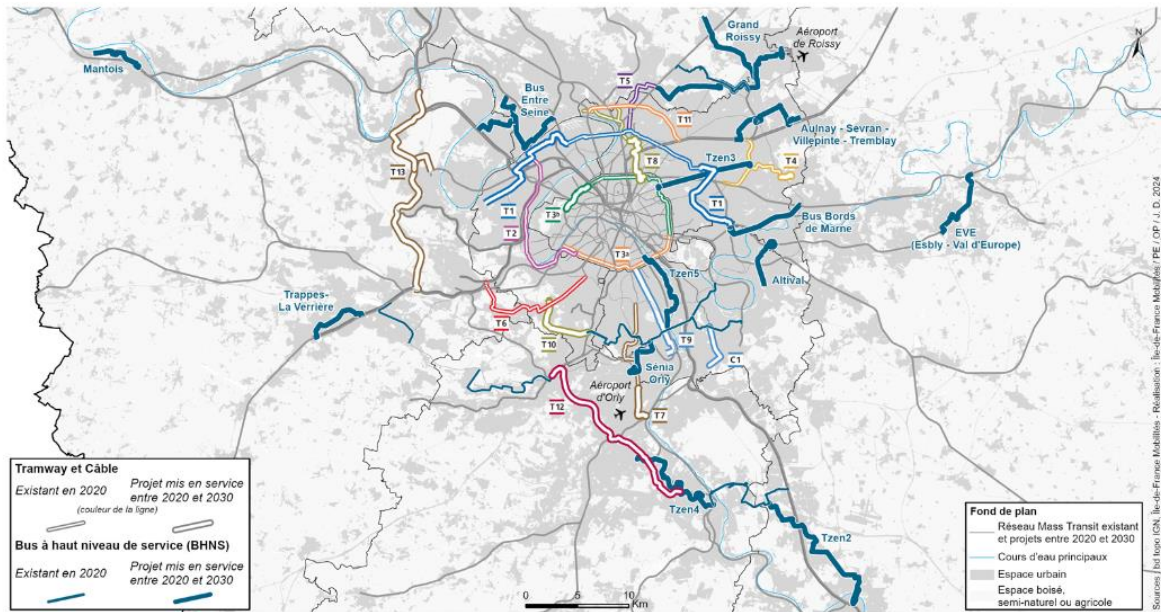 Grand
Roissy
Aéroport
de Roissy
N
Mantois
Bus
Entre
Seine
T5
T11
Aulnay - Sevran -
Villepinte - Tremblay
T13
T8
Tzen3
T4
T1
T2
T3b
T1
Bus Bords
de Marne
EVE
(Esbly - Val d'Europe)
T3a
Tzen5
Altival
Trappes-
La Verrière
T6
T10
T9
C1
Sénia
Orly
Aéroport
d'Orly
T12
T7
Tzen4
Tzen2
Tramway et Câble
Existant en 2020
Projet mis en service
entre 2020 et 2030
(couleur de la ligne)
Bus à haut niveau de service (BHNS)
Existant en 2020
Projet mis en service
entre 2020 et 2030
0 5 10
Km
Fond de plan
Réseau Mass Transit existant
et projets entre 2020 et 2030
Cours d'eau principaux
Espace urbain
Espace boisé,
semi-naturel ou agricole
Sources : bd topo IGN, Île-de-France Mobilités - Réalisation : Île-de-France Mobilités / PE / OP / J. D. 2024